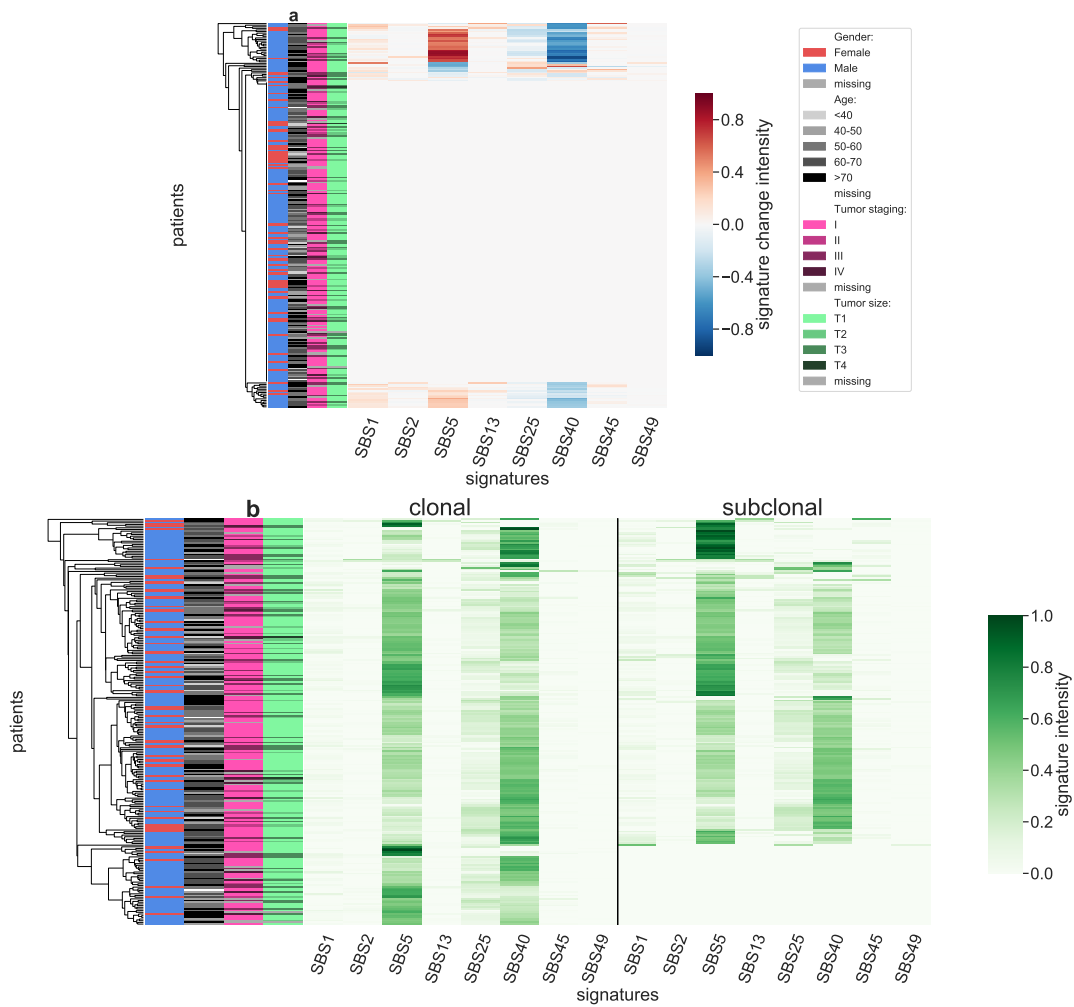 a
patients
SBS1
SBS2
SBS5
SBS13
SBS25
SBS40
SBS45
SBS49
signatures
0.8
0.4
0.0
−0.4
−0.8
signature change intensity
Gender:
Female
Male
missing
Age:
<40
40-50
50-60
60-70
>70
missing
Tumor staging:
I
II
III
IV
missing
Tumor size:
T1
T2
T3
T4
missing
b
clonal
subclonal
patients
SBS1
SBS2
SBS5
SBS13
SBS25
SBS40
SBS45
SBS49
SBS1
SBS2
SBS5
SBS13
SBS25
SBS40
SBS45
SBS49
signatures
1.0
0.8
0.6
0.4
0.2
0.0
signature intensity